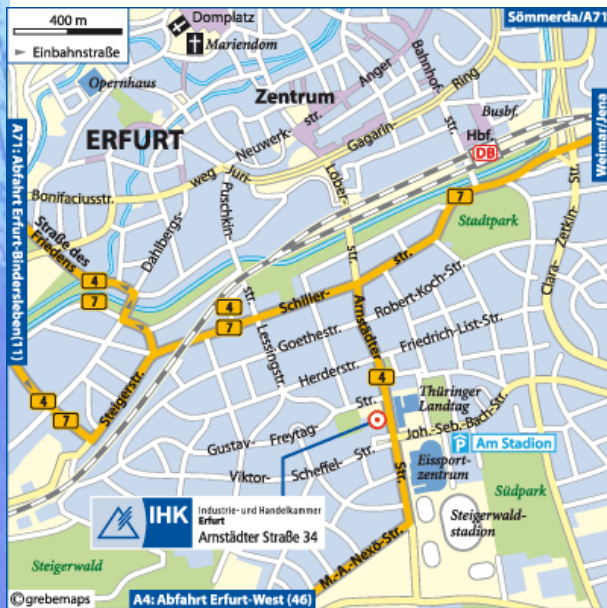 400 m
Einbahnstraße
Domplatz
Mariendom
Sömmerda/A71
Opernhaus
Zentrum
Anger
Bahnhof-
str.
Ring
Busbf.
Hbf.
DB
Weimar/Jena
ERFURT
Neuwerk-
str.
Gagarin-
Juri-
weg
Löber-
str.
A71: Abfahrt Erfurt-Bindersleben(11)
Bonifaciusstr.
Dahlbergs-
Puschkin-
str.
7
Stadtpark
Clara-
Zetkin-
Str.
Straße des
Friedens
4
7
4
7
Schiller-
str.
Arnstädter
Str.
Robert-Koch-Str.
Goethestr.
Lessingstr.
Friedrich-List-Str.
Herderstr.
4
Steigerstr.
4
7
Thüringer
Landtag
Gustav-
Freytag-
Str.
Joh.-Seb.-Bach-Str.
P Am Stadion
Viktor-
Scheffel-
Str.
Eissport-
zentrum
Südpark
IHK
Industrie- und Handelkammer
Erfurt
Arnstädter Straße 34
Steigerwald-
stadion
Steigerwald
M.-A.-Nexö-Str.
©grebemaps
A4: Abfahrt Erfurt-West (46)